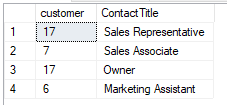 customer ContactTitle
1 17 Sales Representative
2 7 Sales Associate
3 17 Owner
4 6 Marketing Assistant